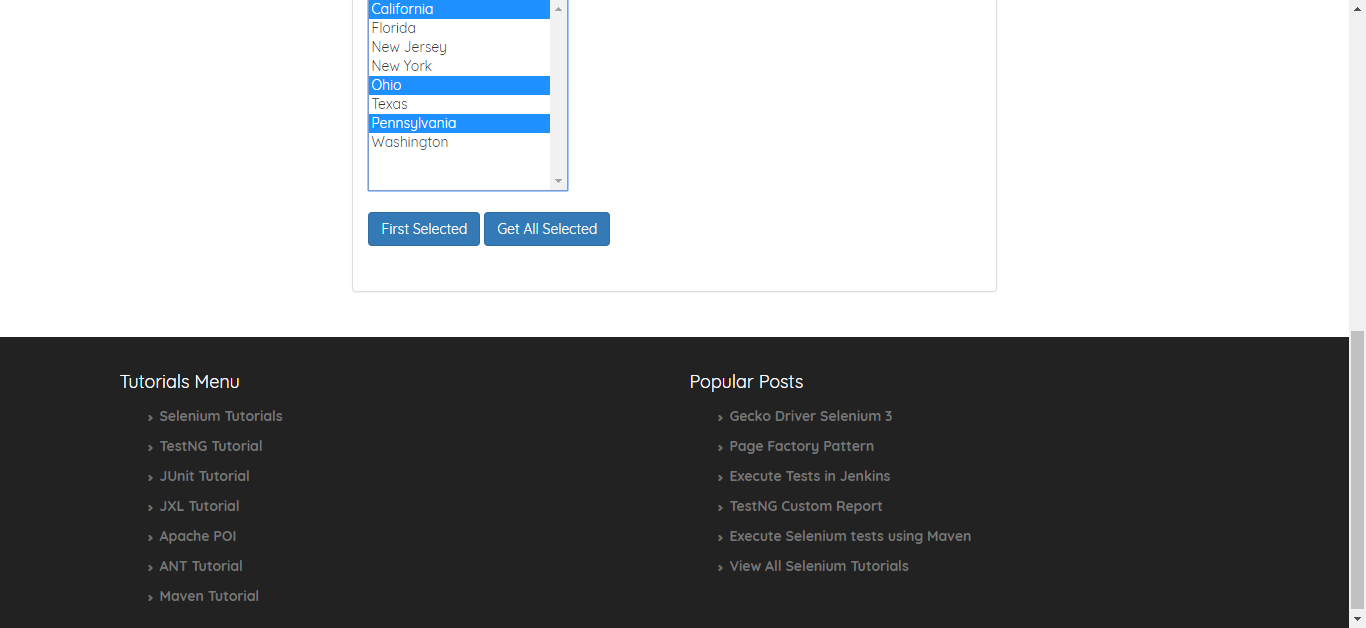 California
Florida
New Jersey
New York
Ohio
Texas
Pennsylvania
Washington
First Selected
Get All Selected
Tutorials Menu
Selenium Tutorials
TestNG Tutorial
JUnit Tutorial
JXL Tutorial
Apache POI
ANT Tutorial
Maven Tutorial
Popular Posts
Gecko Driver Selenium 3
Page Factory Pattern
Execute Tests in Jenkins
TestNG Custom Report
Execute Selenium tests using Maven
View All Selenium Tutorials